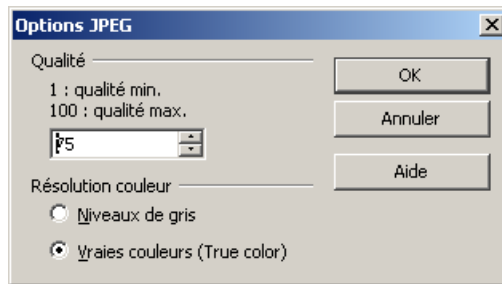 Options JPEG
Qualité
1 : qualité min.
100 : qualité max.
75
Résolution couleur
Niveaux de gris
Vraies couleurs (True color)
OK
Annuler
Aide